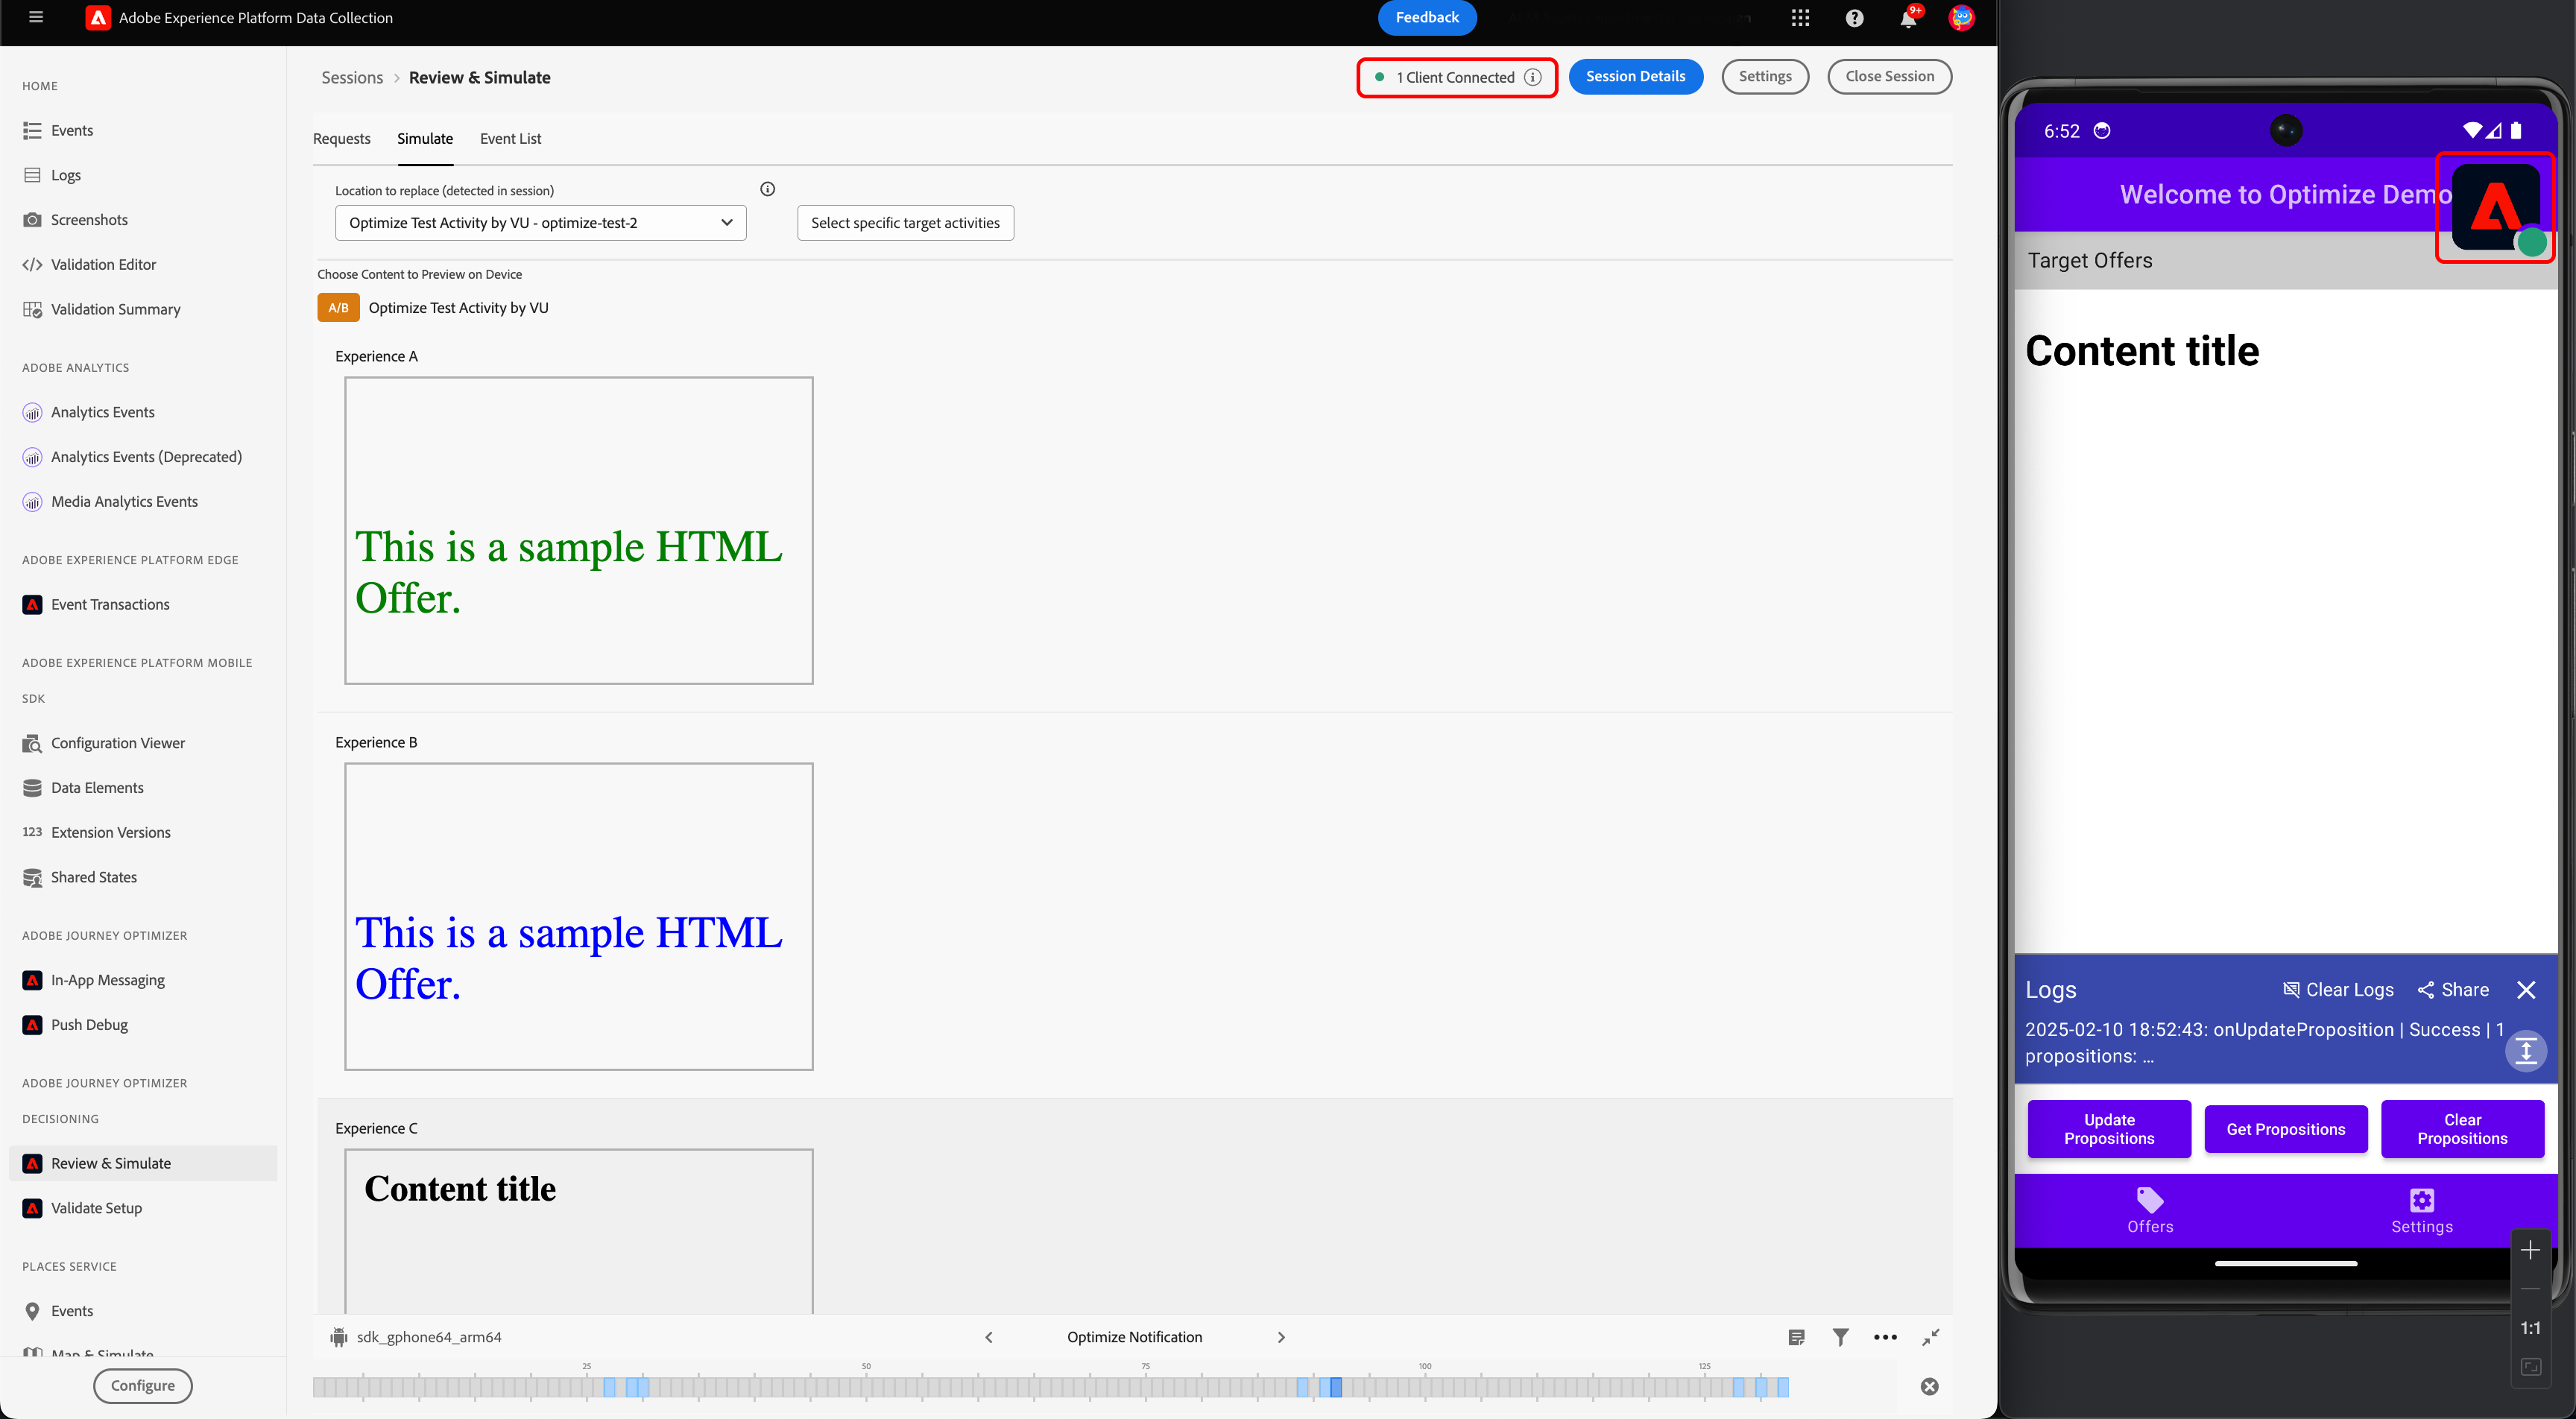 Adobe Experience Platform Data Collection
Feedback
9+
HOME
Events
Logs
Screenshots
Validation Editor
Validation Summary
ADOBE ANALYTICS
Analytics Events
Analytics Events (Deprecated)
Media Analytics Events
ADOBE EXPERIENCE PLATFORM EDGE
Event Transactions
ADOBE EXPERIENCE PLATFORM MOBILE
SDK
Configuration Viewer
Data Elements
123 Extension Versions
Shared States
ADOBE JOURNEY OPTIMIZER
In-App Messaging
Push Debug
ADOBE JOURNEY OPTIMIZER
DECISIONING
Review & Simulate
Validate Setup
PLACES SERVICE
Events
Map & Simulate
Configure
Sessions > Review & Simulate
1 Client Connected
Session Details
Settings
Close Session
Requests
Simulate
Event List
Location to replace (detected in session)
Optimize Test Activity by VU - optimize-test-2
Select specific target activities
Choose Content to Preview on Device
A/B Optimize Test Activity by VU
Experience A
This is a sample HTML
Offer.
Experience B
This is a sample HTML
Offer.
Experience C
Content title
sdk_gphone64_arm64
Optimize Notification
25
50
75
100
125
6:52
Welcome to Optimize Demo
Target Offers
Content title
Logs
Clear Logs
Share
2025-02-10 18:52:43: onUpdateProposition | Success | 1
propositions: ...
Update
Propositions
Get Propositions
Clear
Propositions
Offers
Settings
1:1